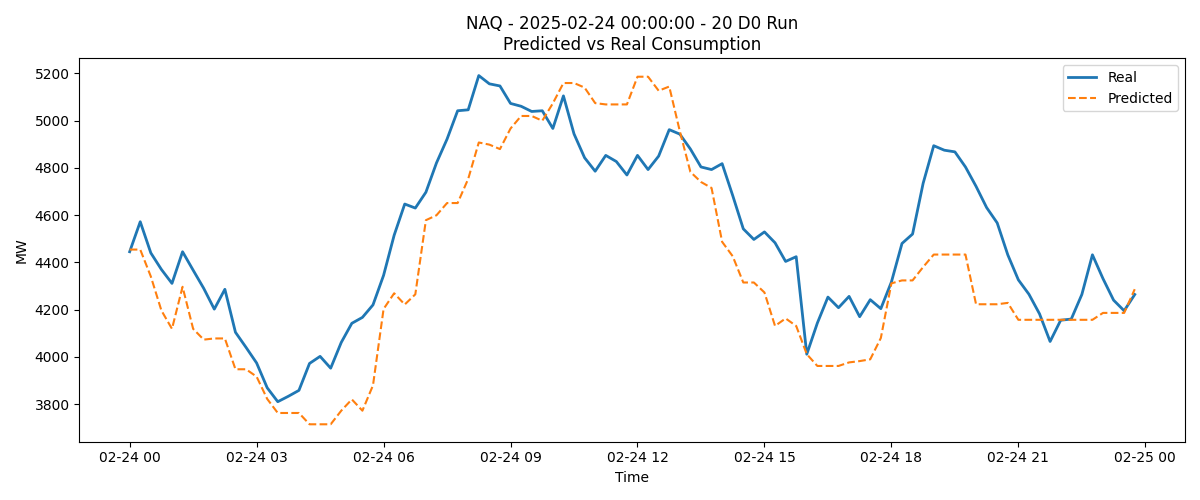 NAQ - 2025-02-24 00:00:00 - 20 D0 Run
Predicted vs Real Consumption
Real
Predicted
MW
5200
5000
4800
4600
4400
4200
4000
3800
02-24 00
02-24 03
02-24 06
02-24 09
02-24 12
02-24 15
02-24 18
02-24 21
02-25 00
Time